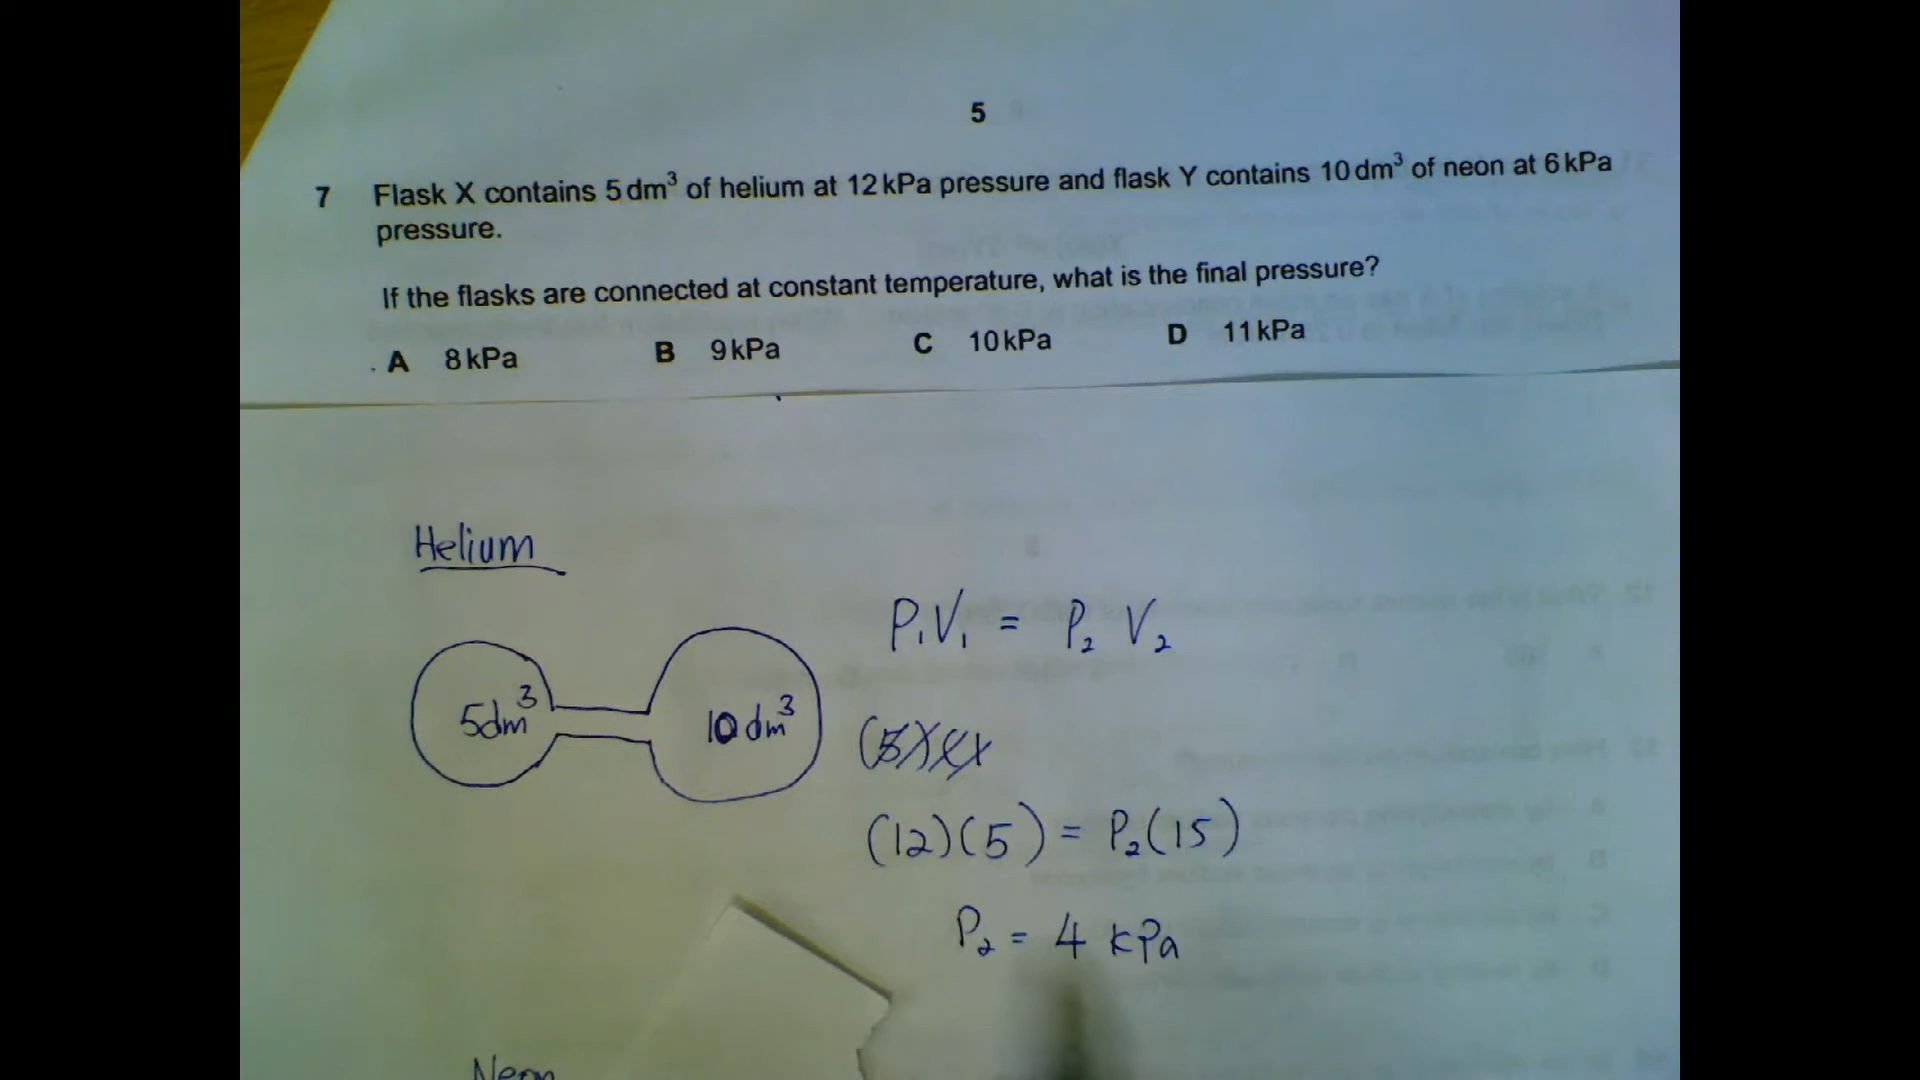 5
7 Flask X contains 5 dm³ of helium at 12 kPa pressure and flask Y contains 10 dm³ of neon at 6 kPa
pressure.
If the flasks are connected at constant temperature, what is the final pressure?
A 8 kPa B 9 kPa C 10 kPa D 11 kPa
Helium
P₁V₁ = P₂ V₂
5dm³ 10dm³
(12)(5) = P₂(15)
P₂ = 4 kPa
Neon